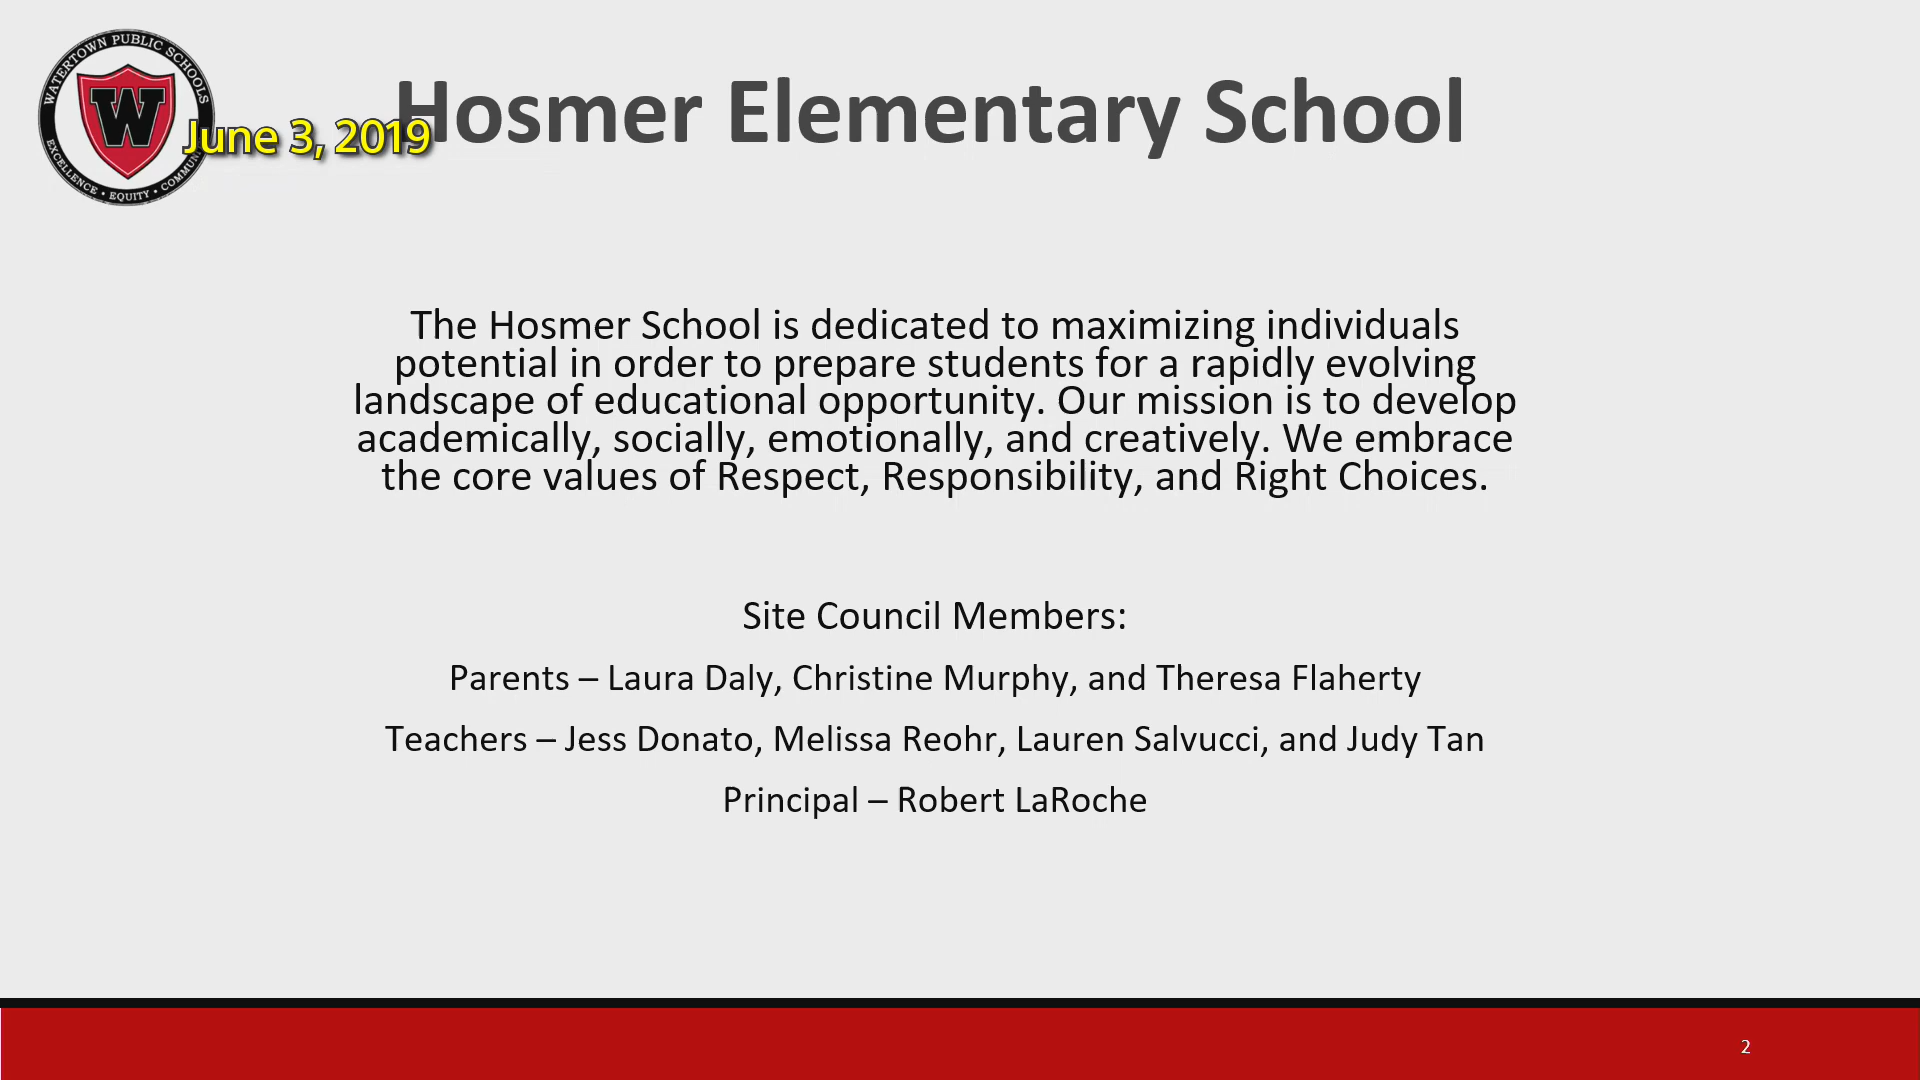 WATERTOWN PUBLIC SCHOOLS
W
EXCELLENCE • EQUITY •
June 3, 2019
Hosmer Elementary School
The Hosmer School is dedicated to maximizing individuals
potential in order to prepare students for a rapidly evolving
landscape of educational opportunity. Our mission is to develop
academically, socially, emotionally, and creatively. We embrace
the core values of Respect, Responsibility, and Right Choices.
Site Council Members:
Parents – Laura Daly, Christine Murphy, and Theresa Flaherty
Teachers – Jess Donato, Melissa Reohr, Lauren Salvucci, and Judy Tan
Principal – Robert LaRoche
2